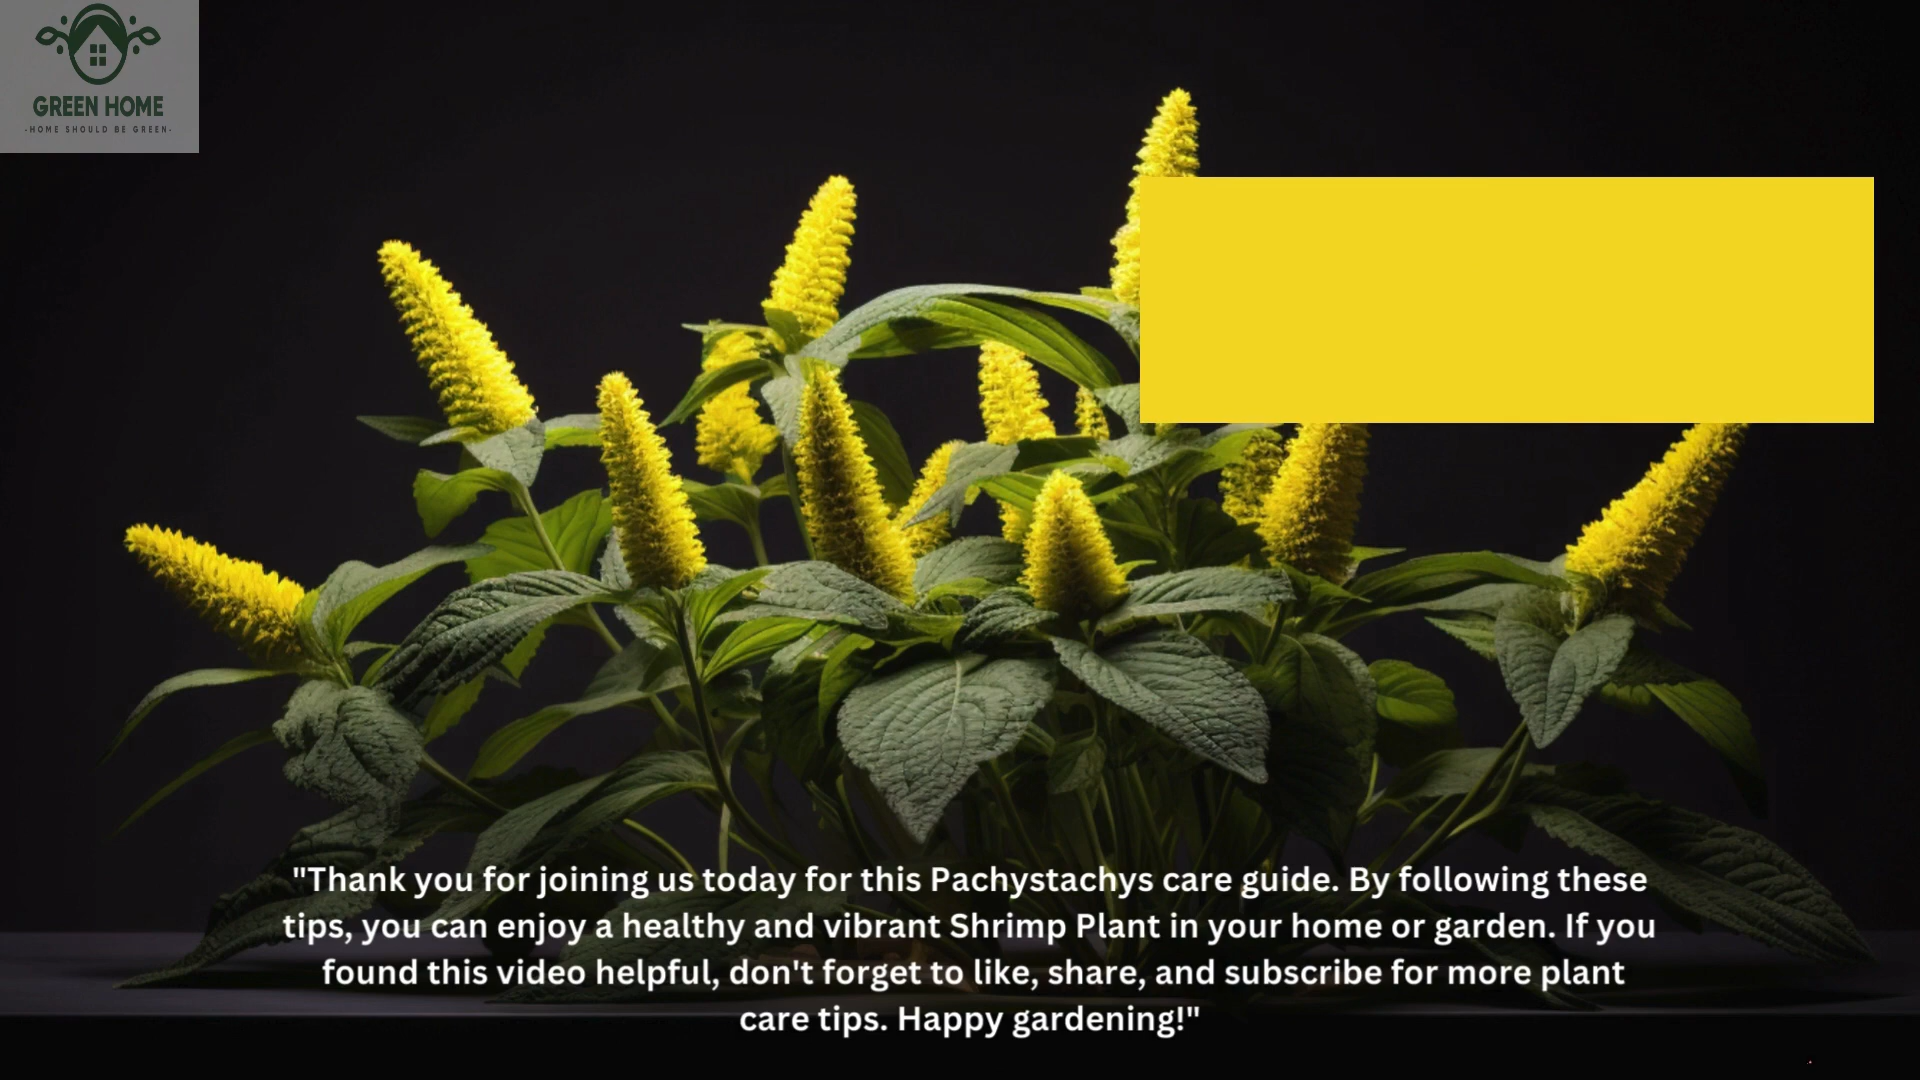 GREEN HOME
·HOME SHOULD BE GREEN·
"Thank you for joining us today for this Pachystachys care guide. By following these
tips, you can enjoy a healthy and vibrant Shrimp Plant in your home or garden. If you
found this video helpful, don't forget to like, share, and subscribe for more plant
care tips. Happy gardening!"